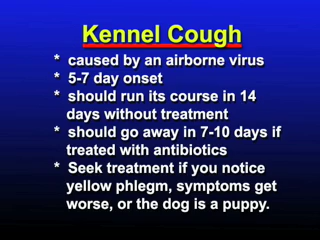 Kennel Cough
* caused by an airborne virus
* 5-7 day onset
* should run its course in 14
days without treatment
* should go away in 7-10 days if
treated with antibiotics
* Seek treatment if you notice
yellow phlegm, symptoms get
worse, or the dog is a puppy.